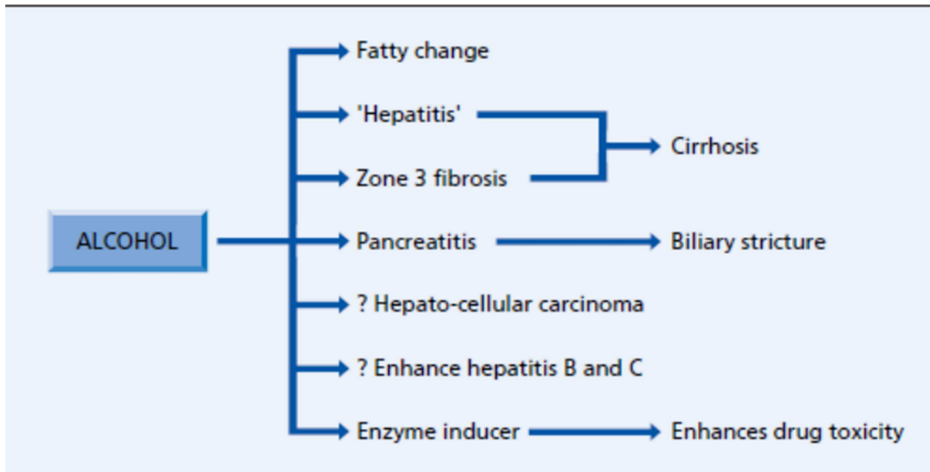 Fatty change
'Hepatitis'
Cirrhosis
Zone 3 fibrosis
ALCOHOL
Pancreatitis
Biliary stricture
? Hepato-cellular carcinoma
? Enhance hepatitis B and C
Enzyme inducer
Enhances drug toxicity